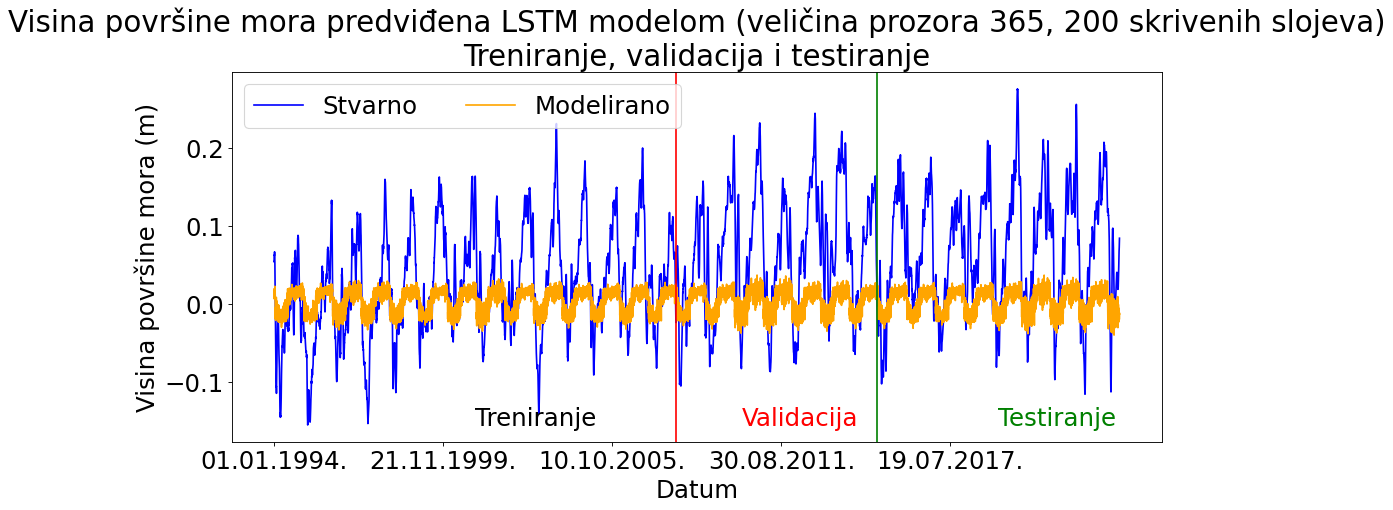 Visina površine mora predviđena LSTM modelom (veličina prozora 365, 200 skrivenih slojeva)
Treniranje, validacija i testiranje
Stvarno
Modelirano
Visina površine mora (m)
0.2
0.1
0.0
−0.1
Treniranje
Validacija
Testiranje
01.01.1994.
21.11.1999.
10.10.2005.
30.08.2011.
19.07.2017.
Datum